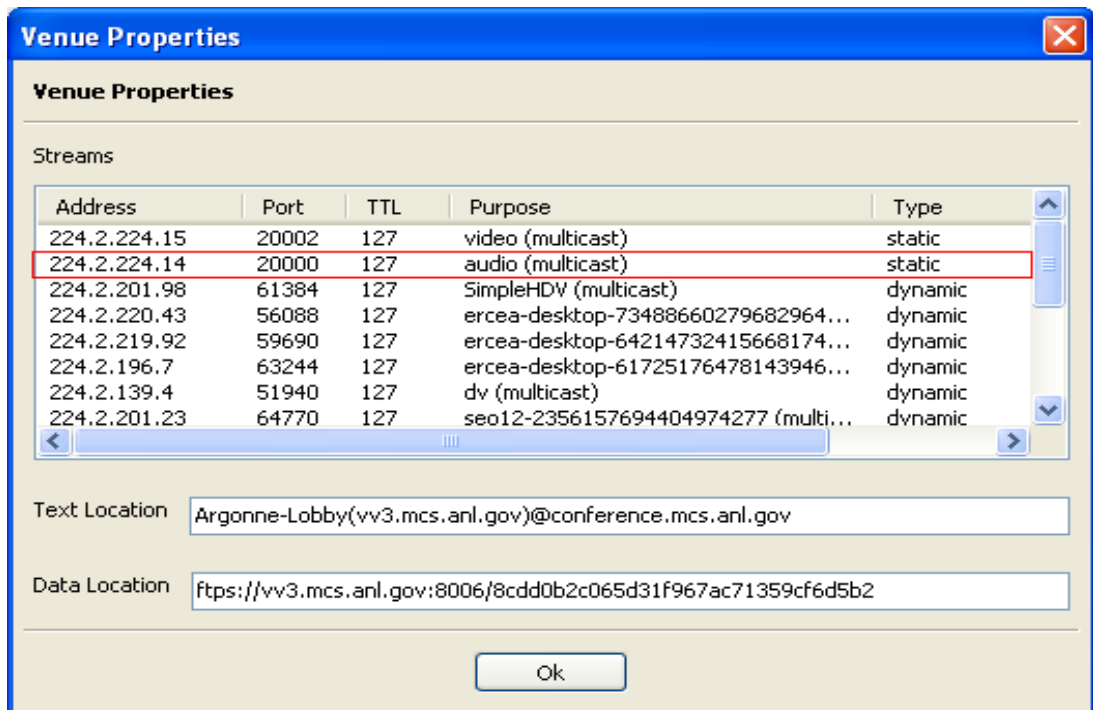 Venue Properties
Venue Properties
Streams
Address Port TTL Purpose Type
224.2.224.15 20002 127 video (multicast) static
224.2.224.14 20000 127 audio (multicast) static
224.2.201.98 61384 127 SimpleHDV (multicast) dynamic
224.2.220.43 56088 127 ercea-desktop-73488660279682964... dynamic
224.2.219.92 59690 127 ercea-desktop-64214732415668174... dynamic
224.2.196.7 63244 127 ercea-desktop-61725176478143946... dynamic
224.2.139.4 51940 127 dv (multicast) dynamic
224.2.201.23 64770 127 seo12-2356157694404974277 (multi... dynamic
Text Location Argonne-Lobby(vv3.mcs.anl.gov)@conference.mcs.anl.gov
Data Location ftps://vv3.mcs.anl.gov:8006/8cdd0b2c065d31f967ac71359cf6d5b2
Ok